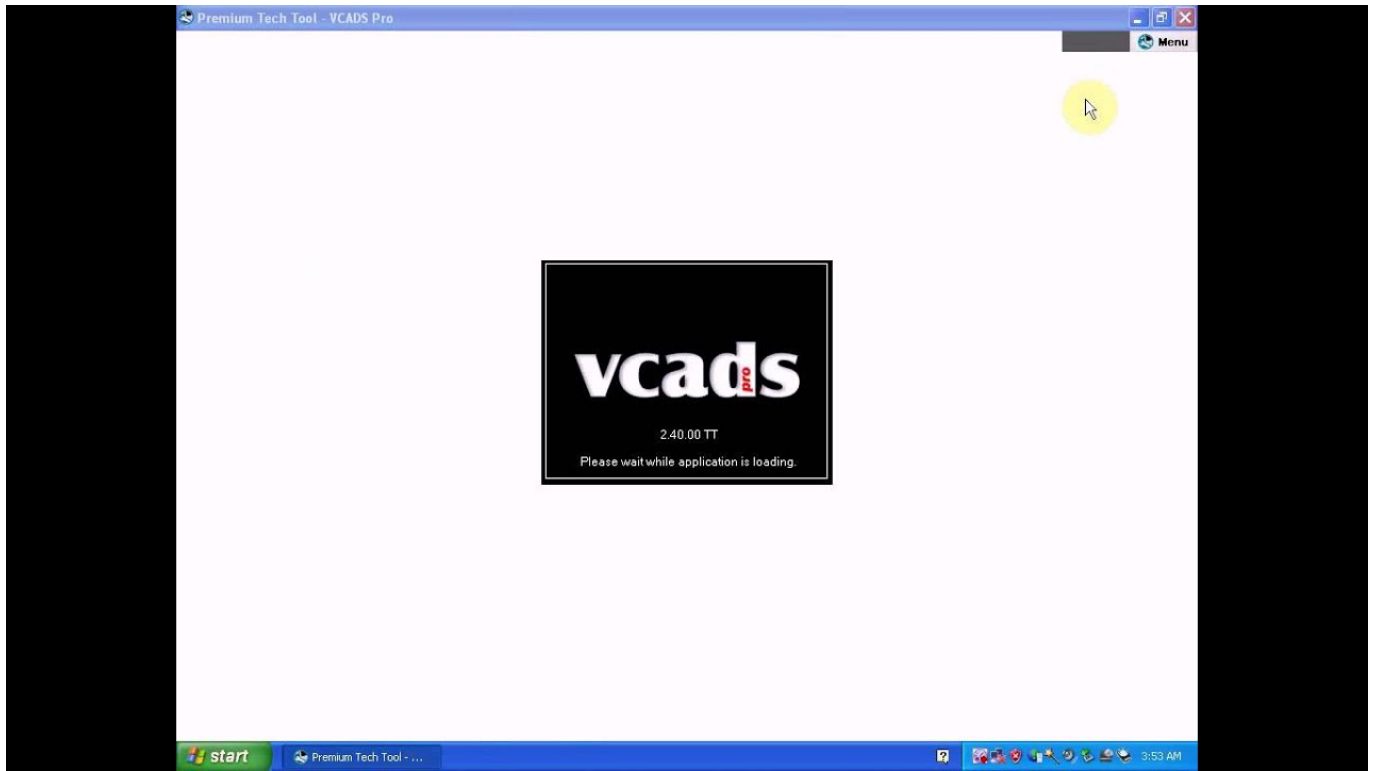 Premium Tech Tool - VCADS Pro
Menu
vcads pro
2.40.00 TT
Please wait while application is loading.
start
Premium Tech Tool - ...
3:53 AM